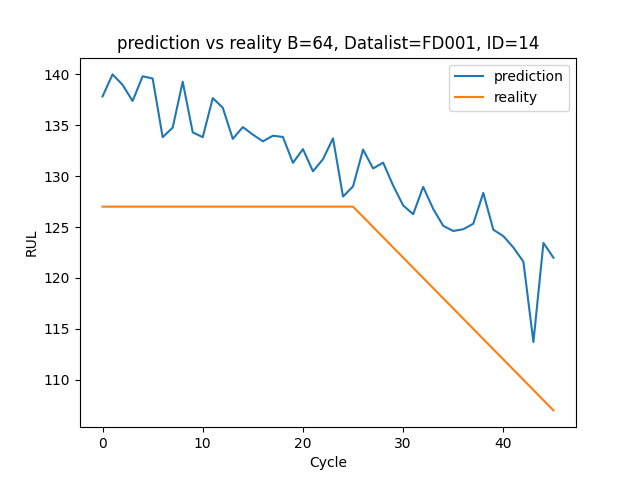 prediction vs reality B=64, Datalist=FD001, ID=14
prediction
reality
140
135
130
125
120
115
110
RUL
0 10 20 30 40
Cycle